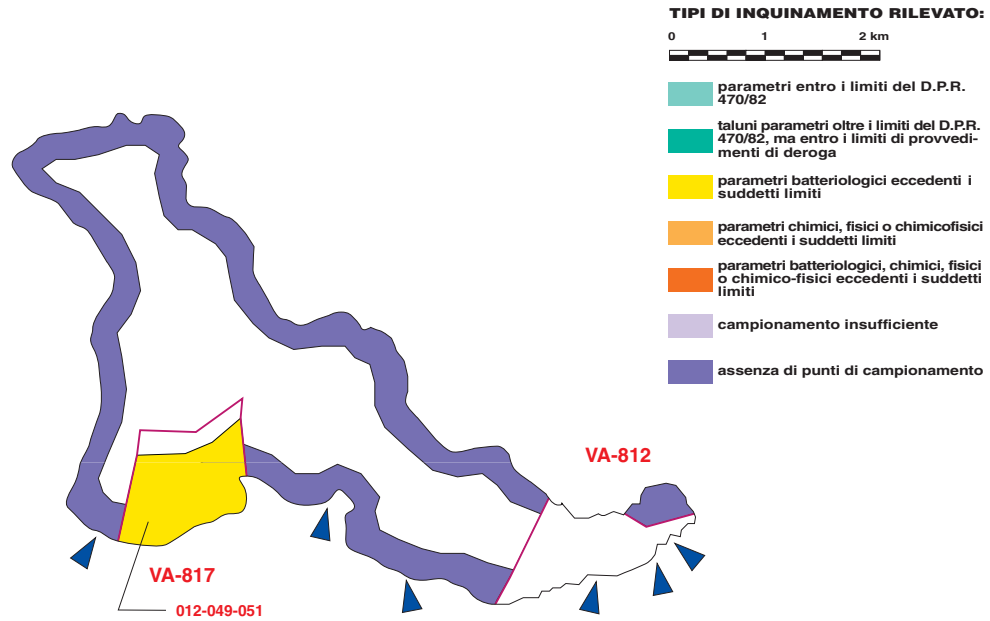 TIPI DI INQUINAMENTO RILEVATO:
0 1 2 km
parametri entro i limiti del D.P.R.
470/82
taluni parametri oltre i limiti del D.P.R.
470/82, ma entro i limiti di provvedi-
menti di deroga
parametri batteriologici eccedenti i
suddetti limiti
parametri chimici, fisici o chimicofisici
eccedenti i suddetti limiti
parametri batteriologici, chimici, fisici
o chimico-fisici eccedenti i suddetti
limiti
campionamento insufficiente
assenza di punti di campionamento
VA-812
VA-817
012-049-051